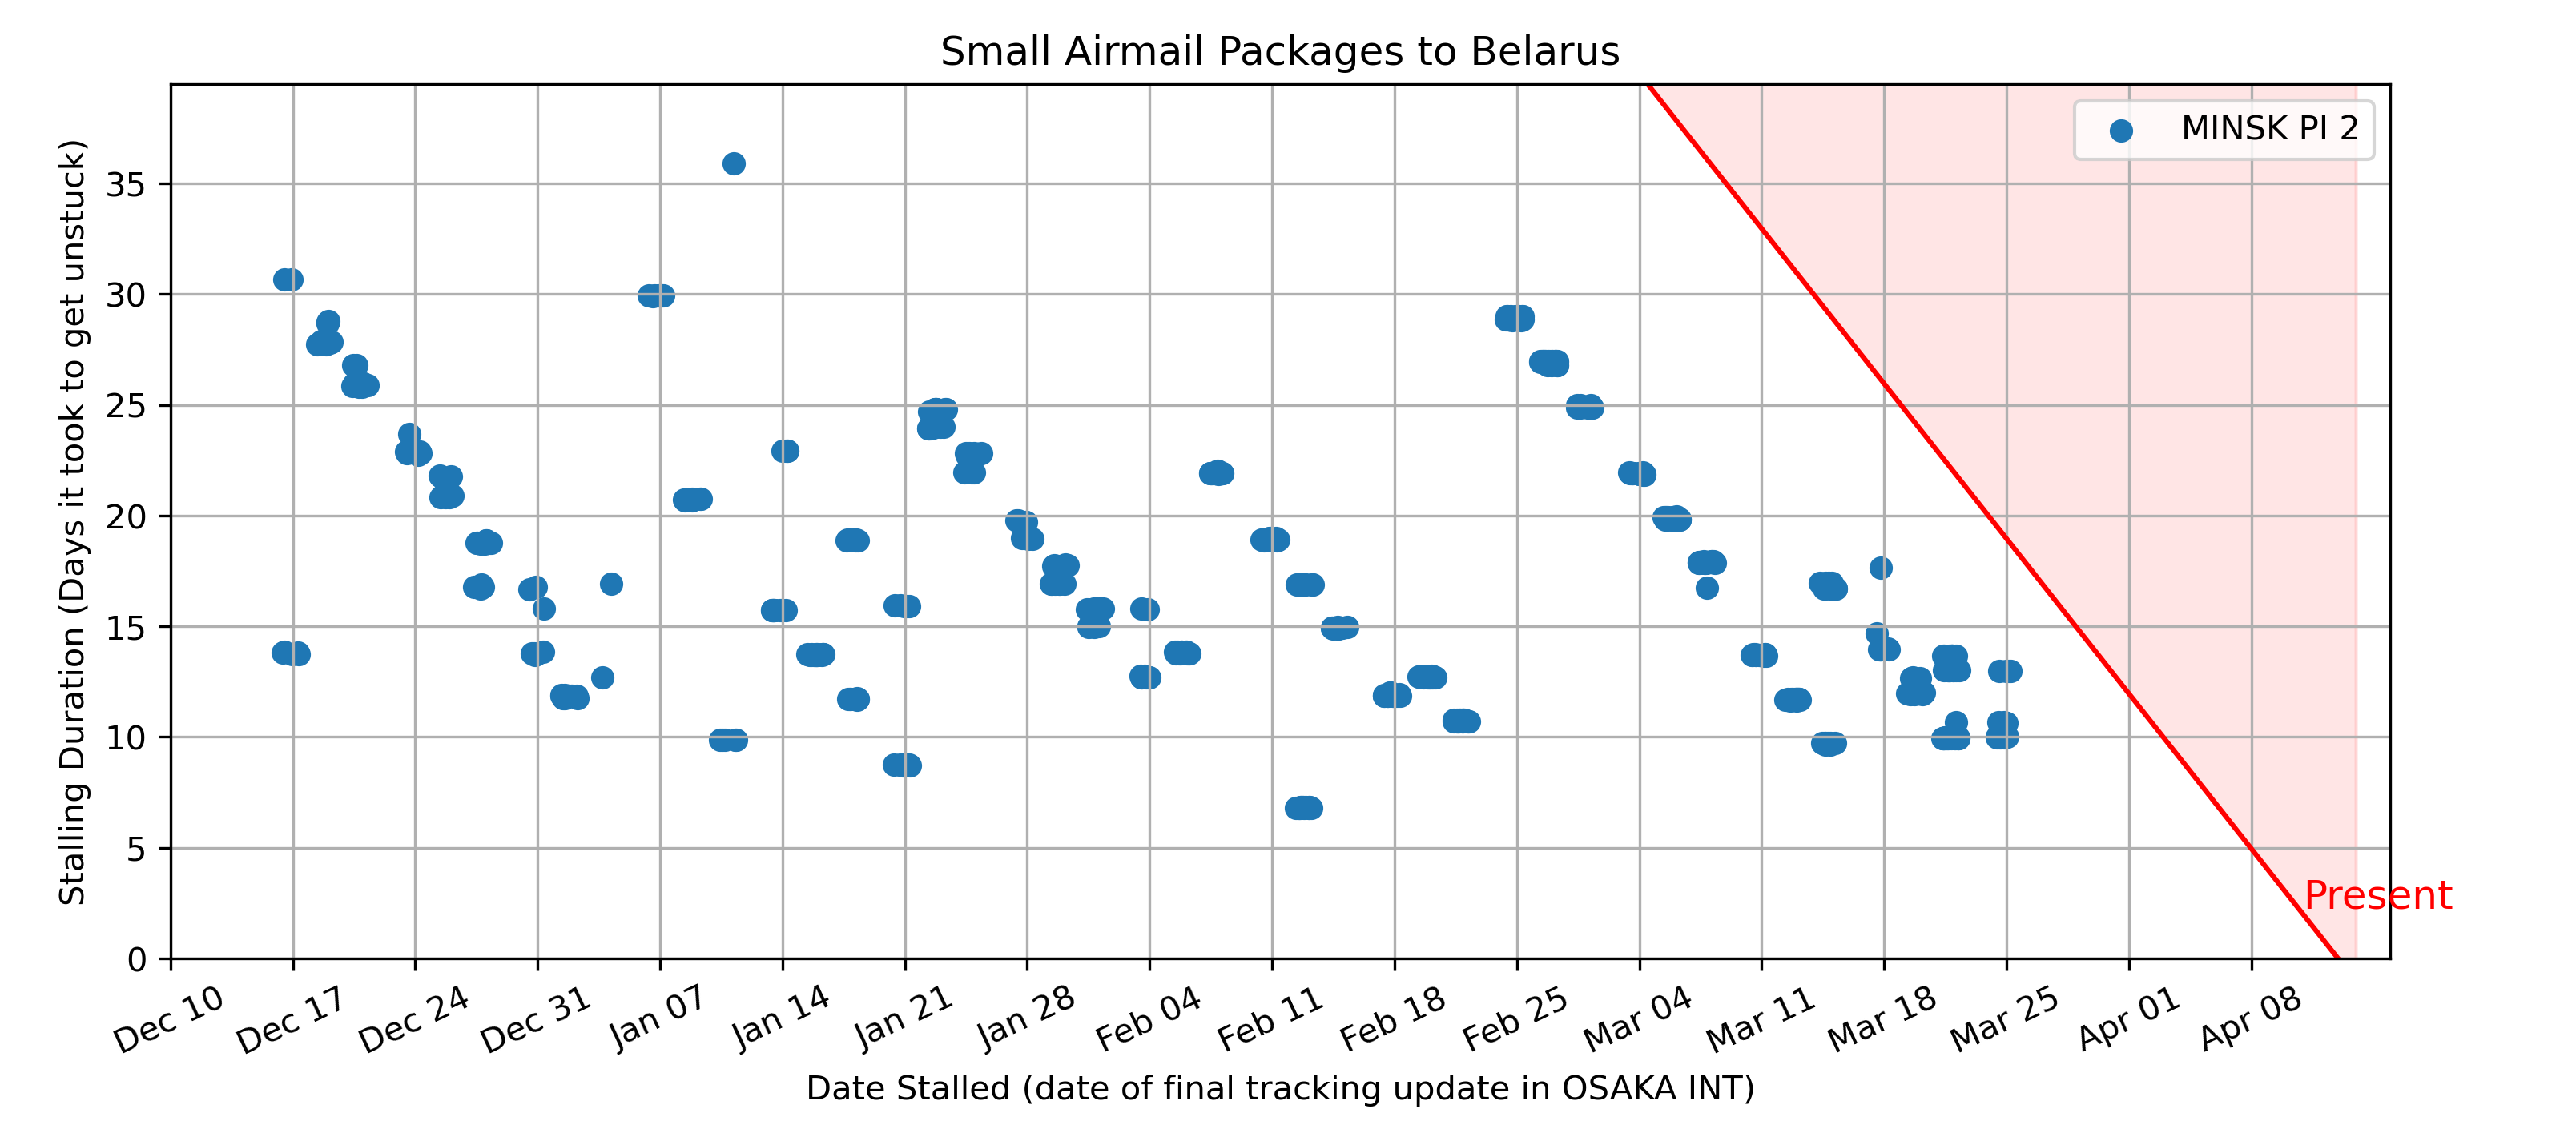 Small Airmail Packages to Belarus
MINSK PI 2
Stalling Duration (Days it took to get unstuck)
35
30
25
20
15
10
5
0
Present
Dec 10
Dec 17
Dec 24
Dec 31
Jan 07
Jan 14
Jan 21
Jan 28
Feb 04
Feb 11
Feb 18
Feb 25
Mar 04
Mar 11
Mar 18
Mar 25
Apr 01
Apr 08
Date Stalled (date of final tracking update in OSAKA INT)